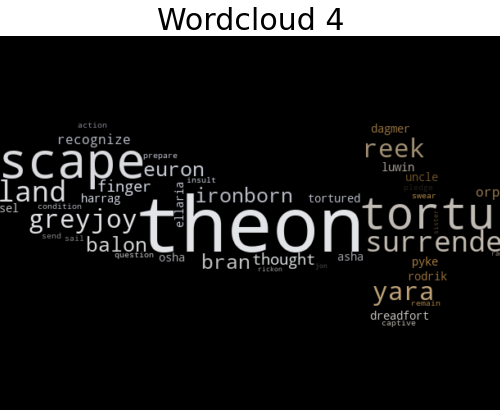 Wordcloud 4
action
dagmer
recognize
reek
scape
prepare
euron
luwin
insult
uncle
land
finger
ellaria
ironborn
pledge
swear
orp
harrag
tortured
sel
condition
greyjoy
theon
tortu
sister
send
sail
balon
surrende
question
osha
bran
thought
asha
rickon
jon
pyke
rodrik
yara
remain
dreadfort
captive